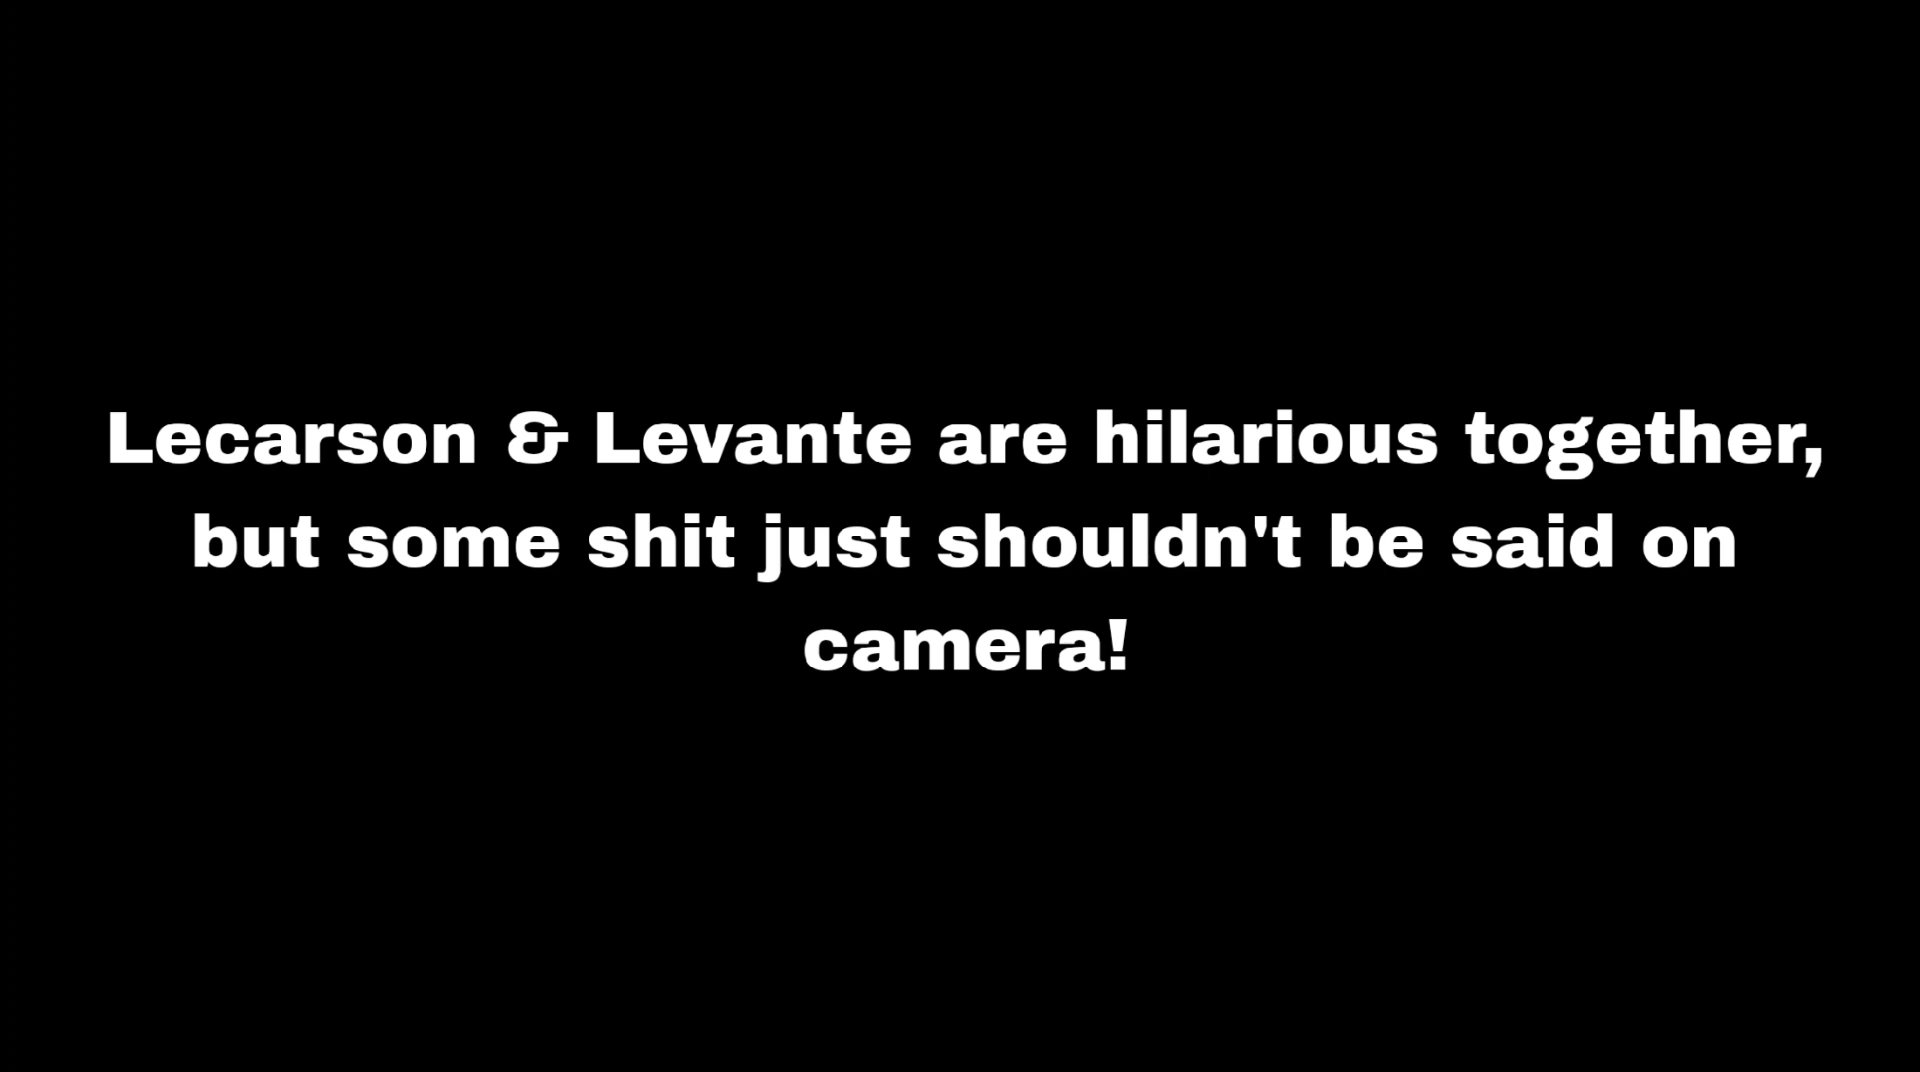 Lecarson & Levante are hilarious together,
but some shit just shouldn't be said on
camera!